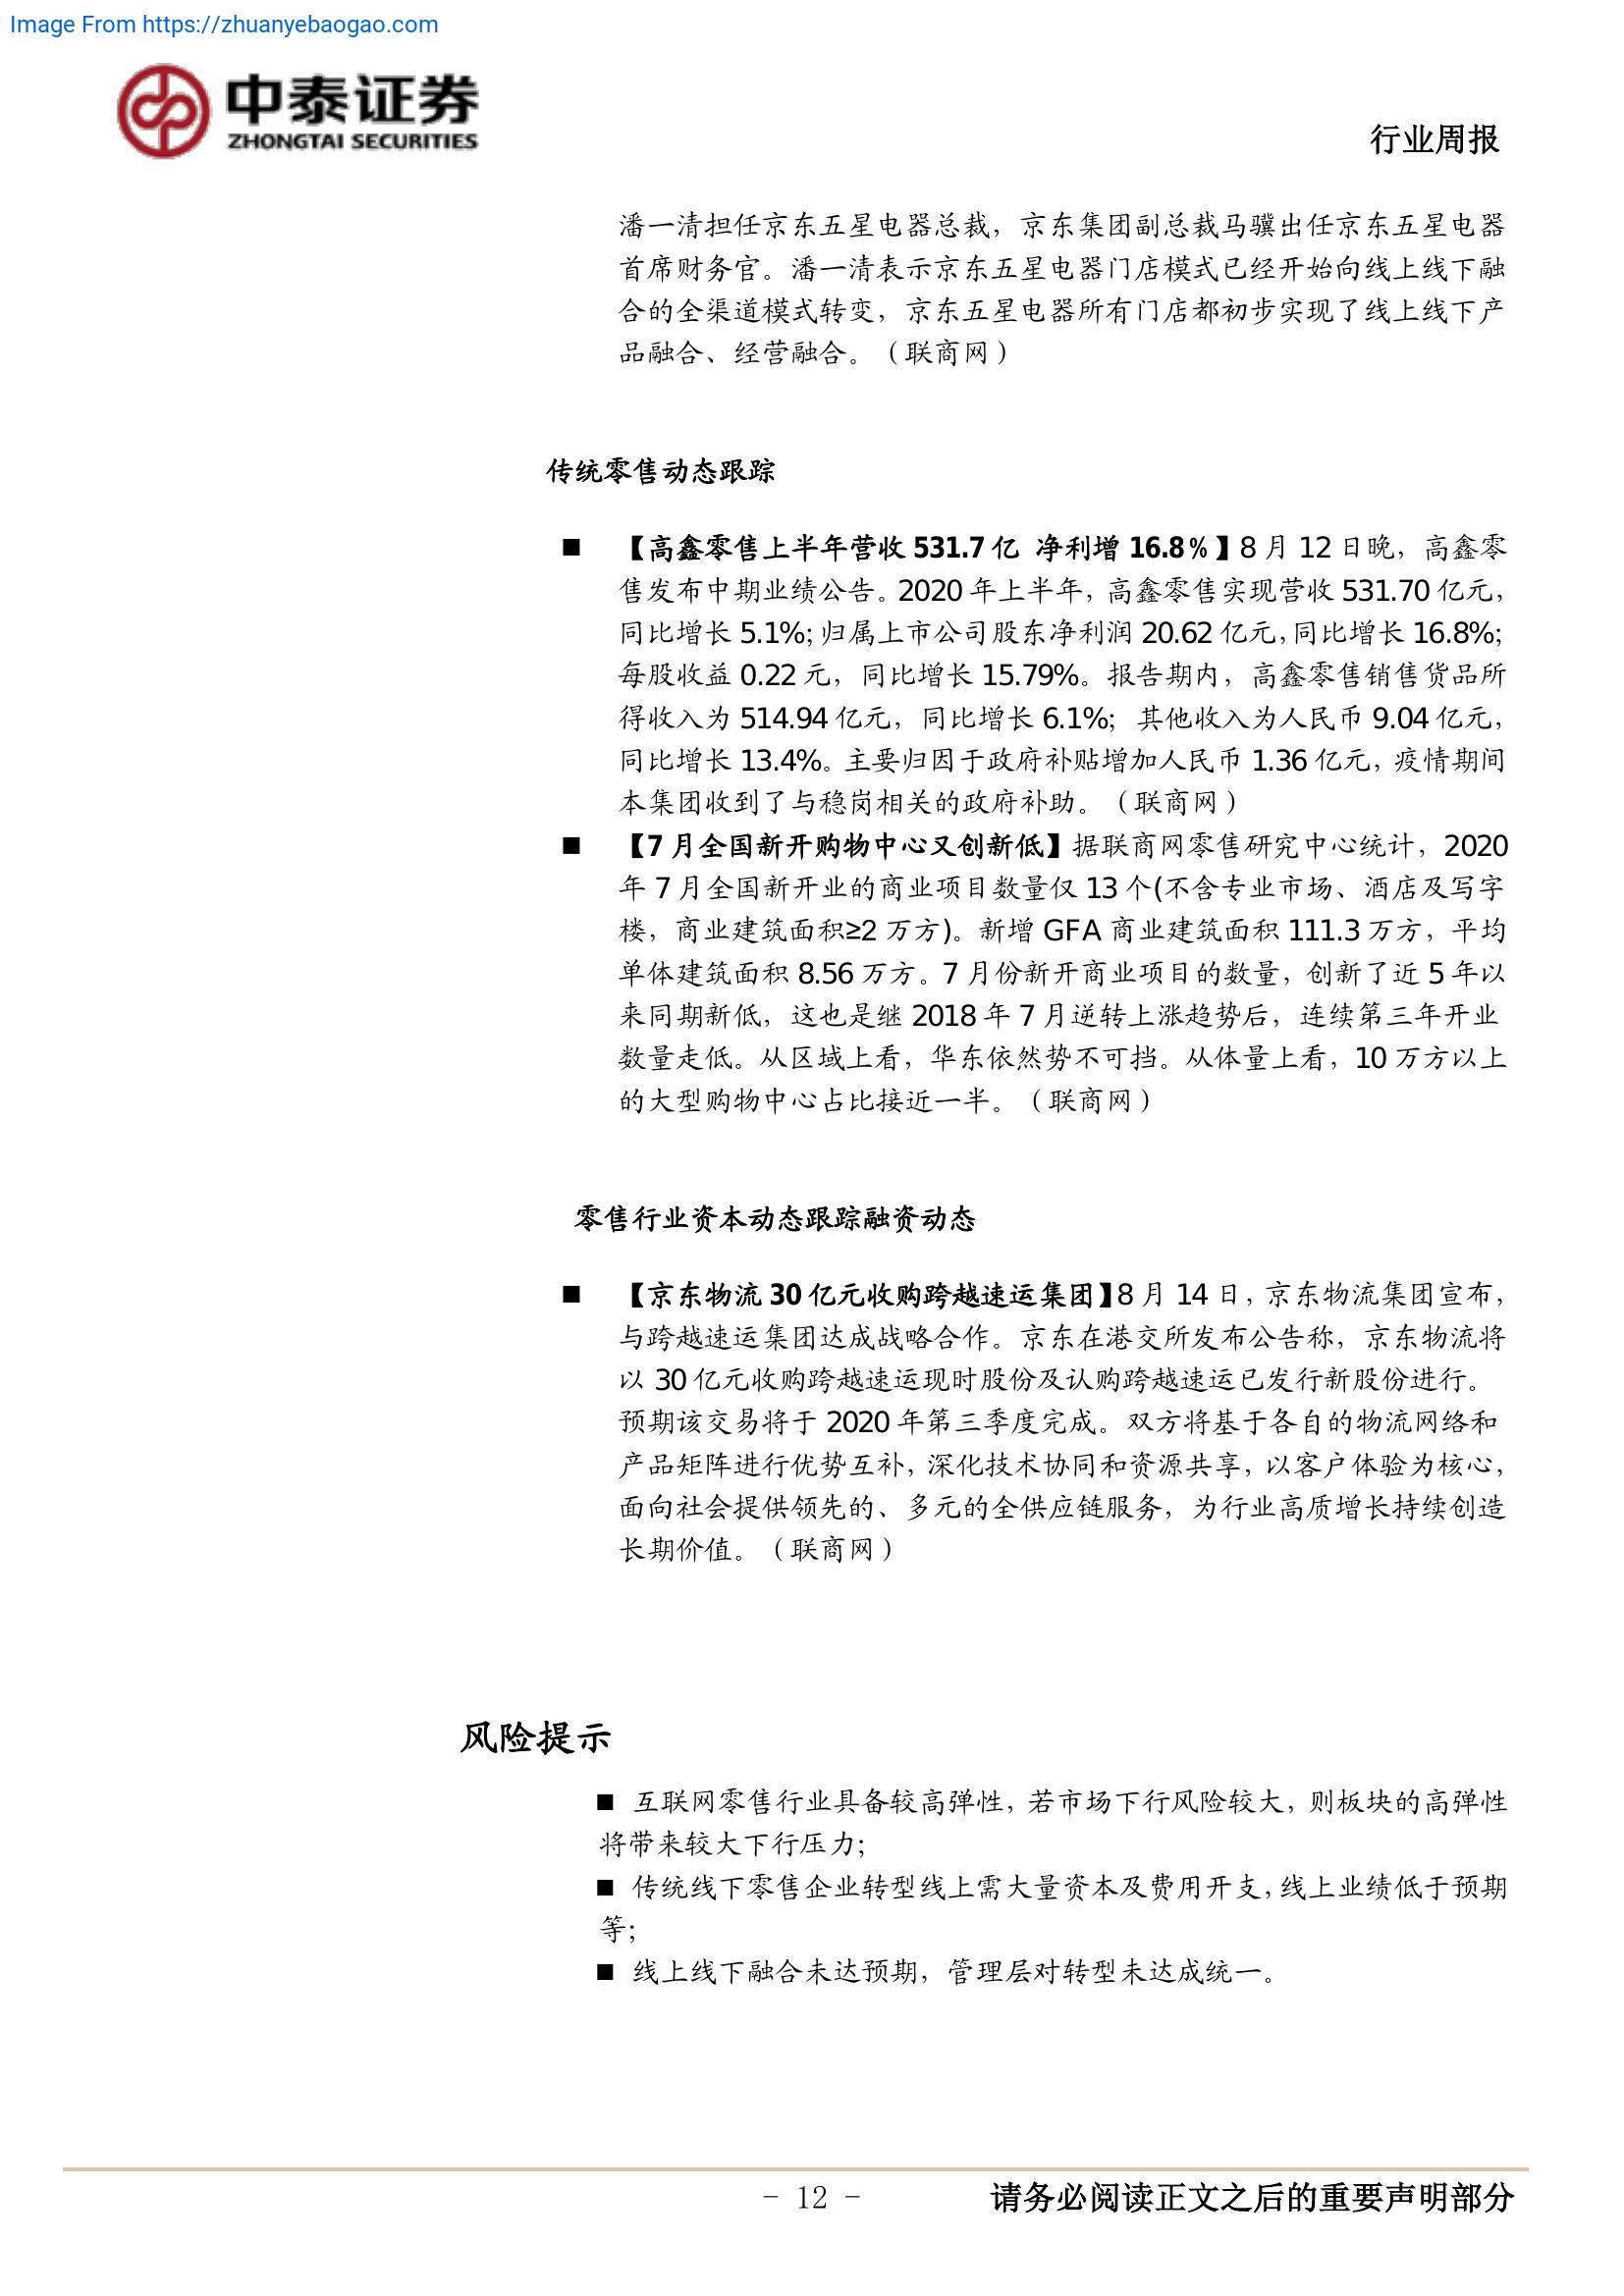 Image From https://zhuanyebaogao.com
中泰证券
ZHONGTAI SECURITIES
行业周报
潘一清担任京东五星电器总裁，京东集团副总裁马骥出任京东五星电器
首席财务官。潘一清表示京东五星电器门店模式已经开始向线上线下融
合的全渠道模式转变，京东五星电器所有门店都初步实现了线上线下产
品融合、经营融合。（联商网）
传统零售动态跟踪
■ 【高鑫零售上半年营收 531.7 亿 净利增 16.8%】8 月 12 日晚，高鑫零
售发布中期业绩公告。2020 年上半年，高鑫零售实现营收 531.70 亿元，
同比增长 5.1%；归属上市公司股东净利润 20.62 亿元，同比增长 16.8%；
每股收益 0.22 元，同比增长 15.79%。报告期内，高鑫零售销售货品所
得收入为 514.94 亿元，同比增长 6.1%；其他收入为人民币 9.04 亿元，
同比增长 13.4%。主要归因于政府补贴增加人民币 1.36 亿元，疫情期间
本集团收到了与稳岗相关的政府补助。（联商网）
■ 【7 月全国新开购物中心又创新低】据联商网零售研究中心统计，2020
年 7 月全国新开业的商业项目数量仅 13 个(不含专业市场、酒店及写字
楼，商业建筑面积≥2 万方)。新增 GFA 商业建筑面积 111.3 万方，平均
单体建筑面积 8.56 万方。7 月份新开商业项目的数量，创新了近 5 年以
来同期新低，这也是继 2018 年 7 月逆转上涨趋势后，连续第三年开业
数量走低。从区域上看，华东依然势不可挡。从体量上看，10 万方以上
的大型购物中心占比接近一半。（联商网）
零售行业资本动态跟踪融资动态
■ 【京东物流 30 亿元收购跨越速运集团】8 月 14 日，京东物流集团宣布，
与跨越速运集团达成战略合作。京东在港交所发布公告称，京东物流将
以 30 亿元收购跨越速运现时股份及认购跨越速运已发行新股份进行。
预期该交易将于 2020 年第三季度完成。双方将基于各自的物流网络和
产品矩阵进行优势互补，深化技术协同和资源共享，以客户体验为核心，
面向社会提供领先的、多元的全供应链服务，为行业高质增长持续创造
长期价值。（联商网）
风险提示
■ 互联网零售行业具备较高弹性，若市场下行风险较大，则板块的高弹性
将带来较大下行压力；
■ 传统线下零售企业转型线上需大量资本及费用开支，线上业绩低于预期
等；
■ 线上线下融合未达预期，管理层对转型未达成统一。
- 12 -
请务必阅读正文之后的重要声明部分